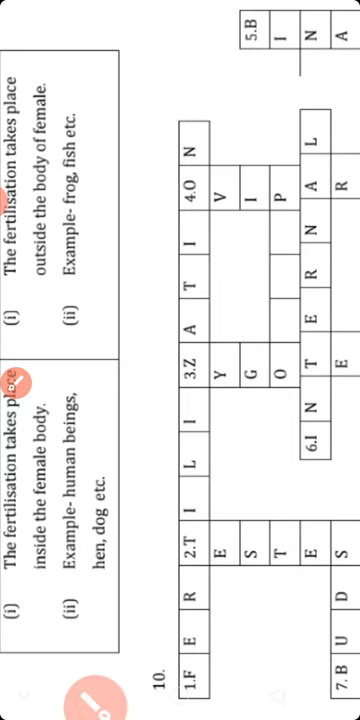 (i) The fertilisation takes place
inside the female body.
(ii) Example- human beings,
hen, dog etc.
(i) The fertilisation takes place
outside the body of female.
(ii) Example- frog, fish etc.
10.
1.F E R 2.T I L I 3.Z A T I 4.O N
E Y V
S G I 5.B
T O P I
E 6.I N T E R N A L N
7. B U D S E R A